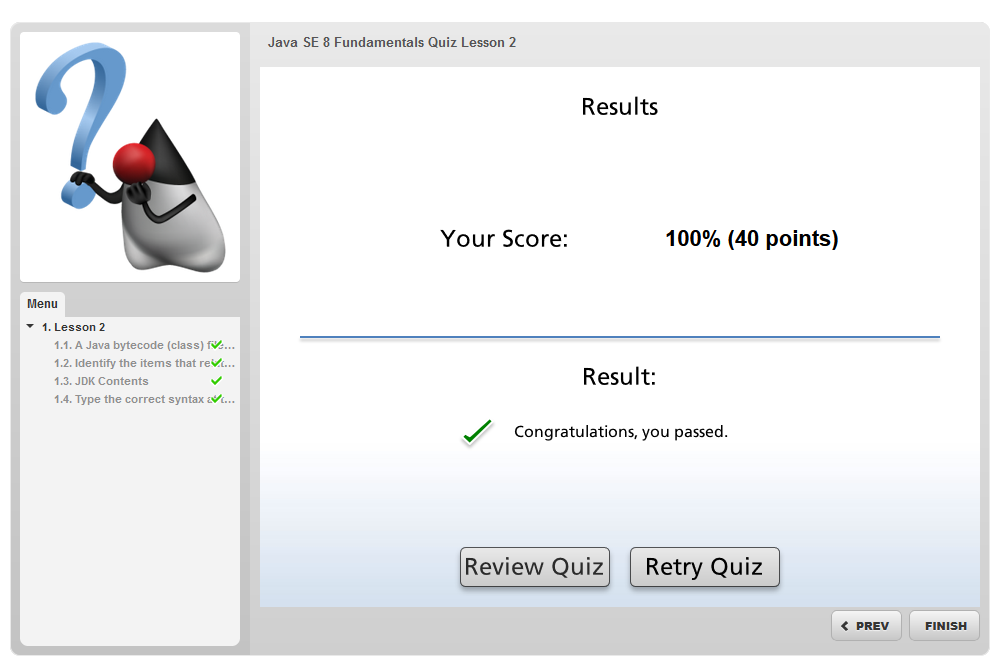 Java SE 8 Fundamentals Quiz Lesson 2
Results
Your Score: 100% (40 points)
Result:
Congratulations, you passed.
Review Quiz Retry Quiz
PREV FINISH
Menu
1. Lesson 2
1.1. A Java bytecode (class) ...
1.2. Identify the items that ...
1.3. JDK Contents
1.4. Type the correct syntax ...